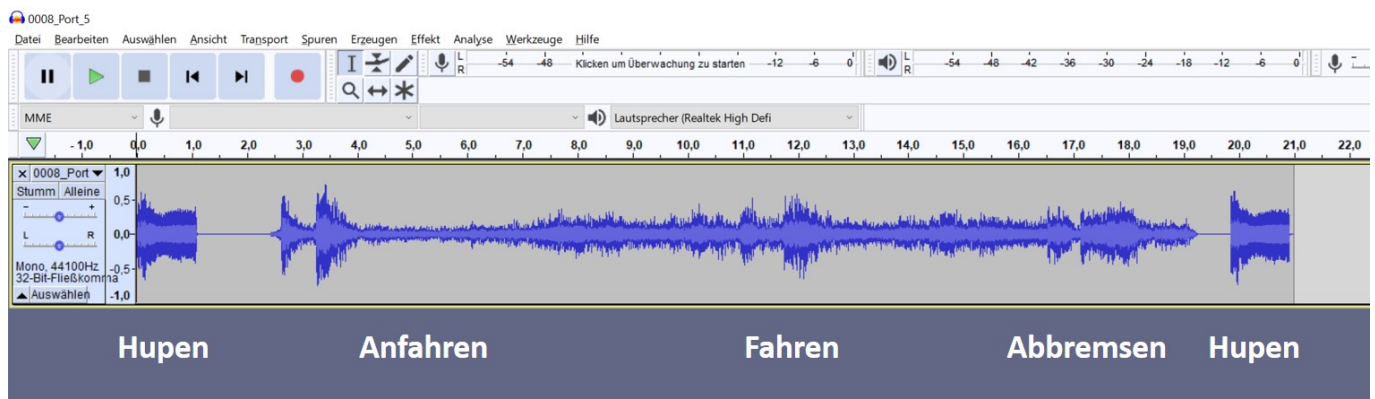 0008_Port_5
Datei Bearbeiten Auswählen Ansicht Transport Spuren Erzeugen Effekt Analyse Werkzeuge Hilfe
L R -54 -48 Klicken um Überwachung zu starten -12 -6 0 L R -54 -48 -42 -36 -30 -24 -18 -12 -6 0
MME Lautsprecher (Realtek High Defi
- 1,0 0,0 1,0 2,0 3,0 4,0 5,0 6,0 7,0 8,0 9,0 10,0 11,0 12,0 13,0 14,0 15,0 16,0 17,0 18,0 19,0 20,0 21,0 22,0
0008_Port 1,0
Stumm Alleine
- + 0,5
L R 0,0
Mono, 44100Hz -0,5
32-Bit-Fließkomma
Auswählen -1,0
Hupen Anfahren Fahren Abbremsen Hupen